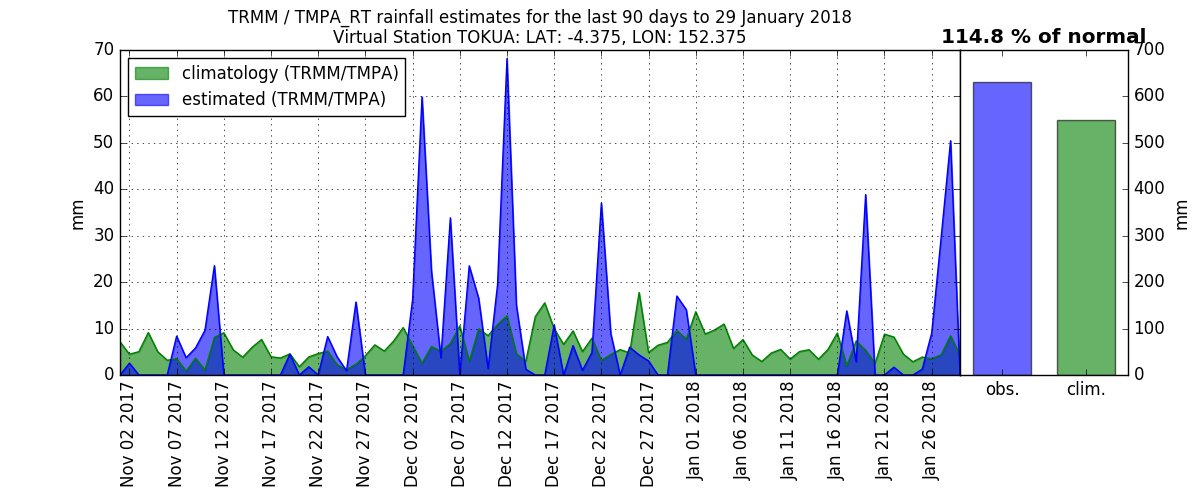 TRMM / TMPA_RT rainfall estimates for the last 90 days to 29 January 2018
Virtual Station TOKUA: LAT: -4.375, LON: 152.375
114.8 % of normal
climatology (TRMM/TMPA)
estimated (TRMM/TMPA)
70
60
50
40
30
20
10
0
mm
Nov 02 2017
Nov 07 2017
Nov 12 2017
Nov 17 2017
Nov 22 2017
Nov 27 2017
Dec 02 2017
Dec 07 2017
Dec 12 2017
Dec 17 2017
Dec 22 2017
Dec 27 2017
Jan 01 2018
Jan 06 2018
Jan 11 2018
Jan 16 2018
Jan 21 2018
Jan 26 2018
obs.
clim.
700
600
500
400
300
200
100
0
mm